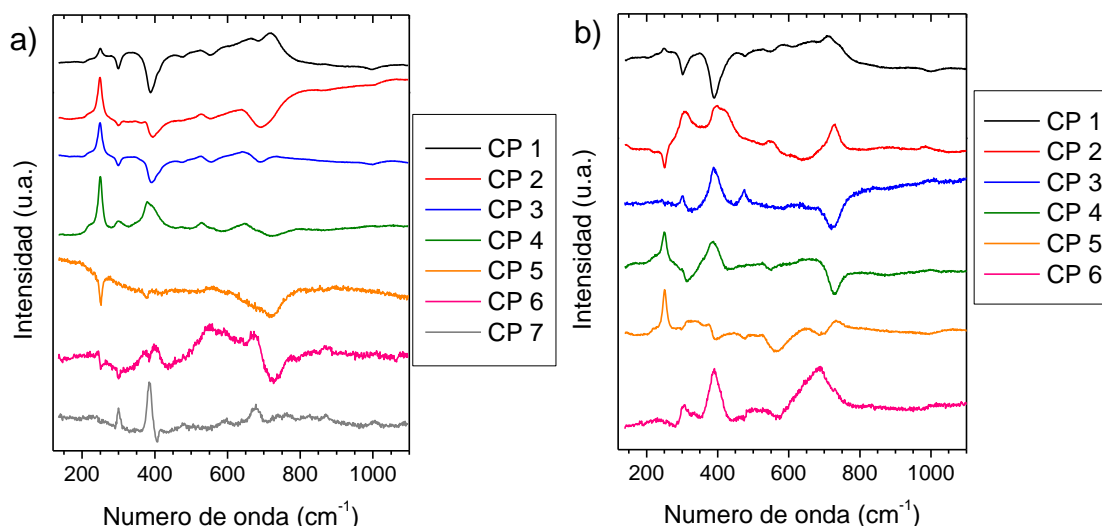 a)
Intensidad (u.a.)
200 400 600 800 1000
Numero de onda (cm-1)
CP 1
CP 2
CP 3
CP 4
CP 5
CP 6
CP 7
b)
Intensidad (u.a.)
200 400 600 800 1000
Numero de onda (cm-1)
CP 1
CP 2
CP 3
CP 4
CP 5
CP 6